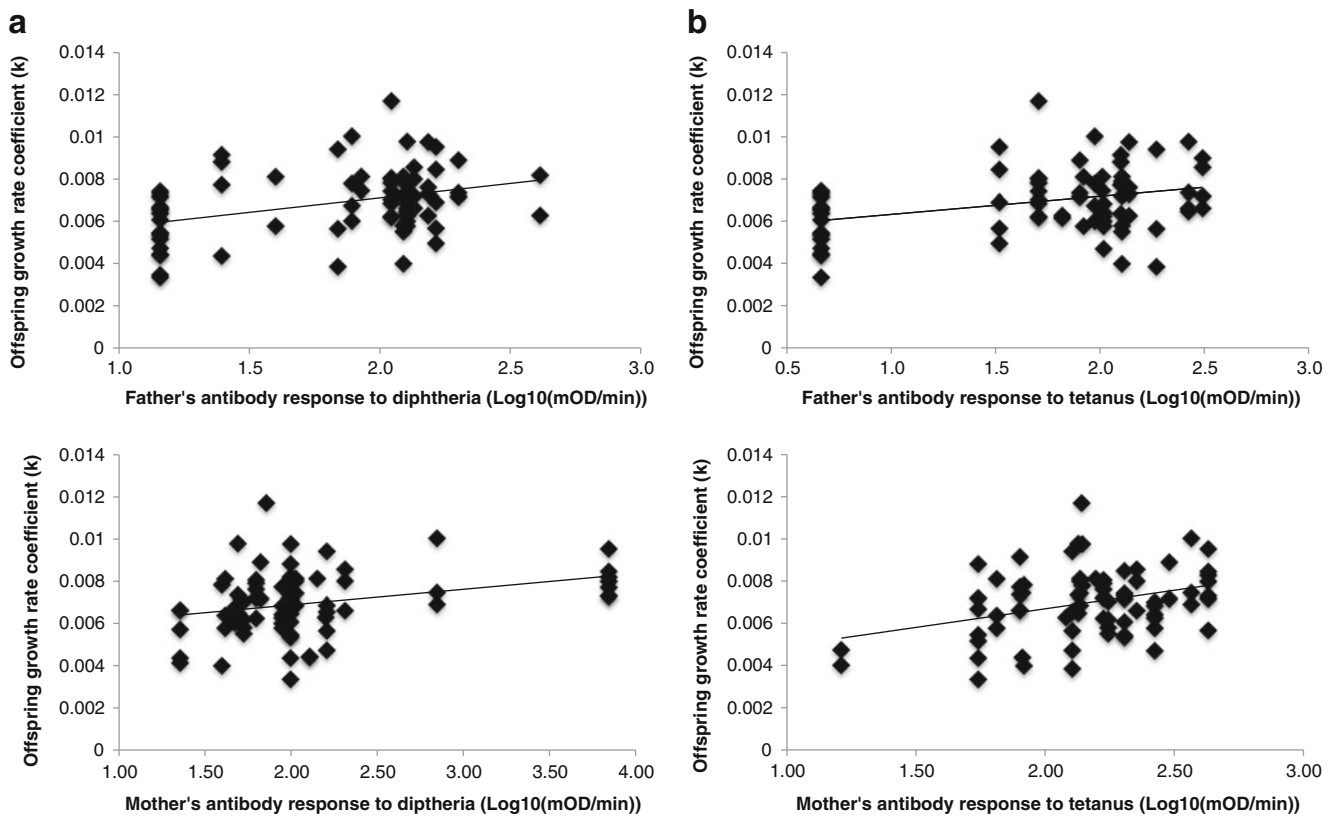 a
Offspring growth rate coefficient (k)
0.014
0.012
0.01
0.008
0.006
0.004
0.002
0
1.0 1.5 2.0 2.5 3.0
Father's antibody response to diphtheria (Log10(mOD/min))
b
Offspring growth rate coefficient (k)
0.014
0.012
0.01
0.008
0.006
0.004
0.002
0
0.5 1.0 1.5 2.0 2.5 3.0
Father's antibody response to tetanus (Log10(mOD/min))
Offspring growth rate coefficient (k)
0.014
0.012
0.01
0.008
0.006
0.004
0.002
0
1.00 1.50 2.00 2.50 3.00 3.50 4.00
Mother's antibody response to diptheria (Log10(mOD/min))
Offspring growth rate coefficient (k)
0.014
0.012
0.01
0.008
0.006
0.004
0.002
0
1.00 1.50 2.00 2.50 3.00
Mother's antibody response to tetanus (Log10(mOD/min))